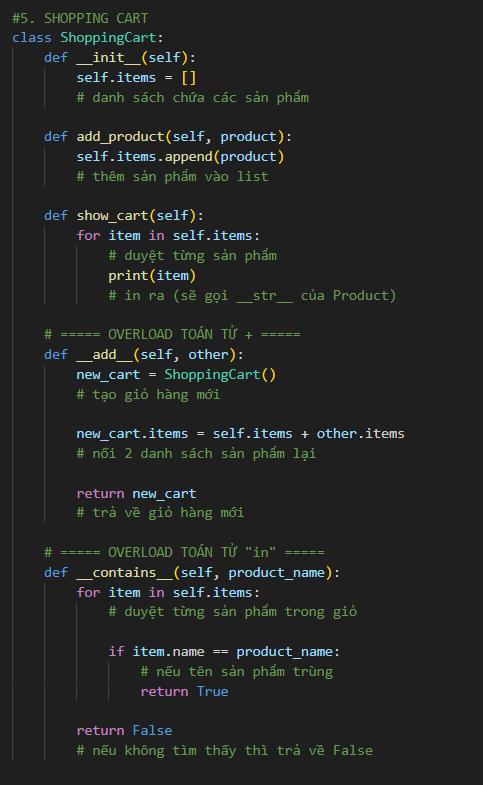 #5. SHOPPING CART
class ShoppingCart:
    def __init__(self):
        self.items = []
        # danh sách chứa các sản phẩm

    def add_product(self, product):
        self.items.append(product)
        # thêm sản phẩm vào list

    def show_cart(self):
        for item in self.items:
            # duyệt từng sản phẩm
            print(item)
            # in ra (sẽ gọi __str__ của Product)

    # ===== OVERLOAD TOÁN TỬ + =====
    def __add__(self, other):
        new_cart = ShoppingCart()
        # tạo giỏ hàng mới

        new_cart.items = self.items + other.items
        # nối 2 danh sách sản phẩm lại

        return new_cart
        # trả về giỏ hàng mới

    # ===== OVERLOAD TOÁN TỬ "in" =====
    def __contains__(self, product_name):
        for item in self.items:
            # duyệt từng sản phẩm trong giỏ

            if item.name == product_name:
                # nếu tên sản phẩm trùng
                return True

        return False
        # nếu không tìm thấy thì trả về False